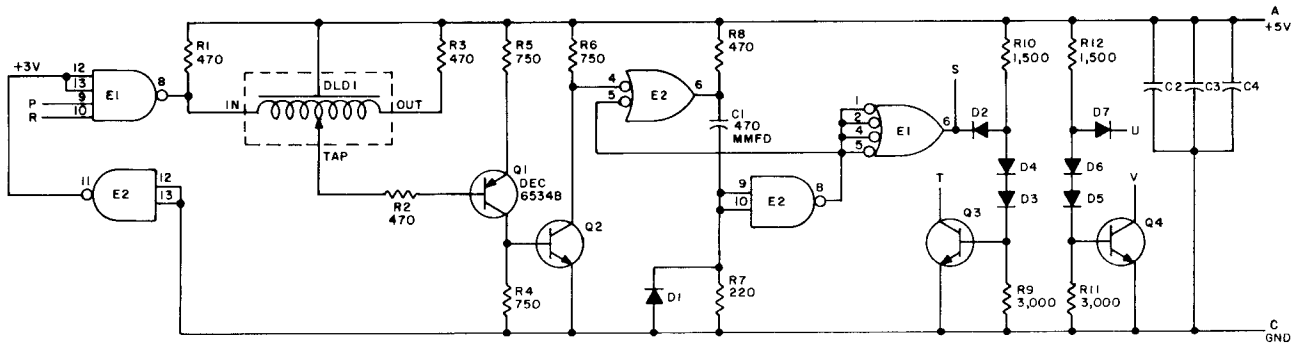 A
+5V
R1
470
R3
470
R5
750
R6
750
R8
470
R10
1,500
R12
1,500
+3V
12
13
9
10
P
R
E1
8
DLD1
IN
OUT
TAP
4
5
E2
6
C1
470
MMFD
1
2
4
5
E1
6
S
D2
D7
U
C2
C3
C4
D4
D3
D6
D5
11
E2
12
13
Q1
DEC
6534B
R2
470
Q2
9
10
E2
8
T
Q3
V
Q4
R4
750
D1
R7
220
R9
3,000
R11
3,000
C
GND